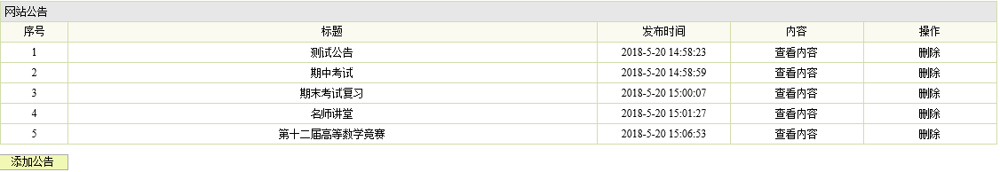 网站公告
序号 标题 发布时间 内容 操作
1 测试公告 2018-5-20 14:58:23 查看内容 删除
2 期中考试 2018-5-20 14:58:59 查看内容 删除
3 期末考试复习 2018-5-20 15:00:07 查看内容 删除
4 名师讲堂 2018-5-20 15:01:27 查看内容 删除
5 第十二届高等数学竞赛 2018-5-20 15:06:53 查看内容 删除
添加公告